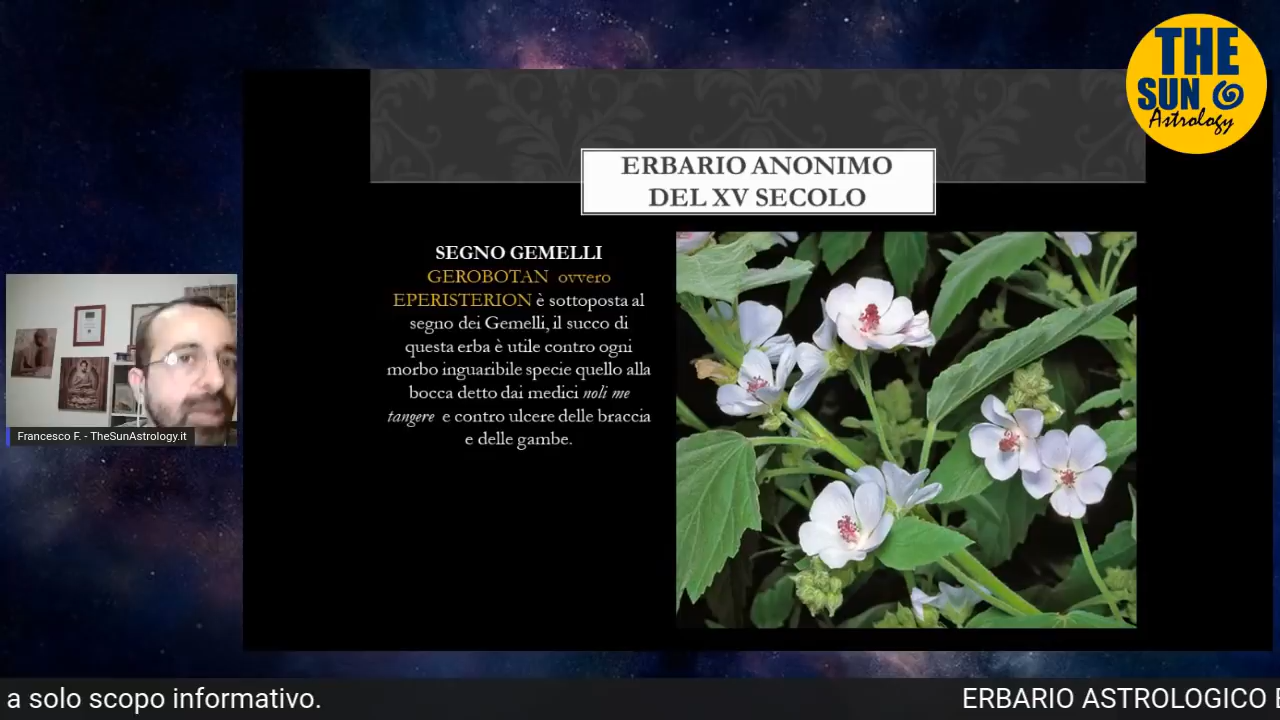 THE
SUN
Astrology
ERBARIO ANONIMO
DEL XV SECOLO
SEGNO GEMELLI
GEROBOTAN ovvero
EPERISTERION è sottoposta al
segno dei Gemelli, il succo di
questa erba è utile contro ogni
morbo inguaribile specie quello alla
bocca detto dai medici noli me
tangere e contro ulcere delle braccia
e delle gambe.
Francesco F. - TheSunAstrology.it
a solo scopo informativo.
ERBARIO ASTROLOGICO